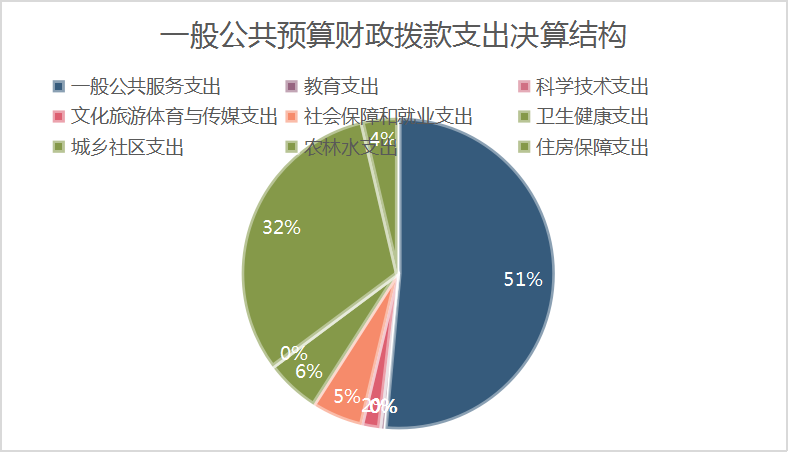 一般公共预算财政拨款支出决算结构
一般公共服务支出 教育支出 科学技术支出
文化旅游体育与传媒支出 社会保障和就业支出 卫生健康支出
城乡社区支出 农林水支出 住房保障支出
4%
32%
51%
0%
6%
5%
2%
0%